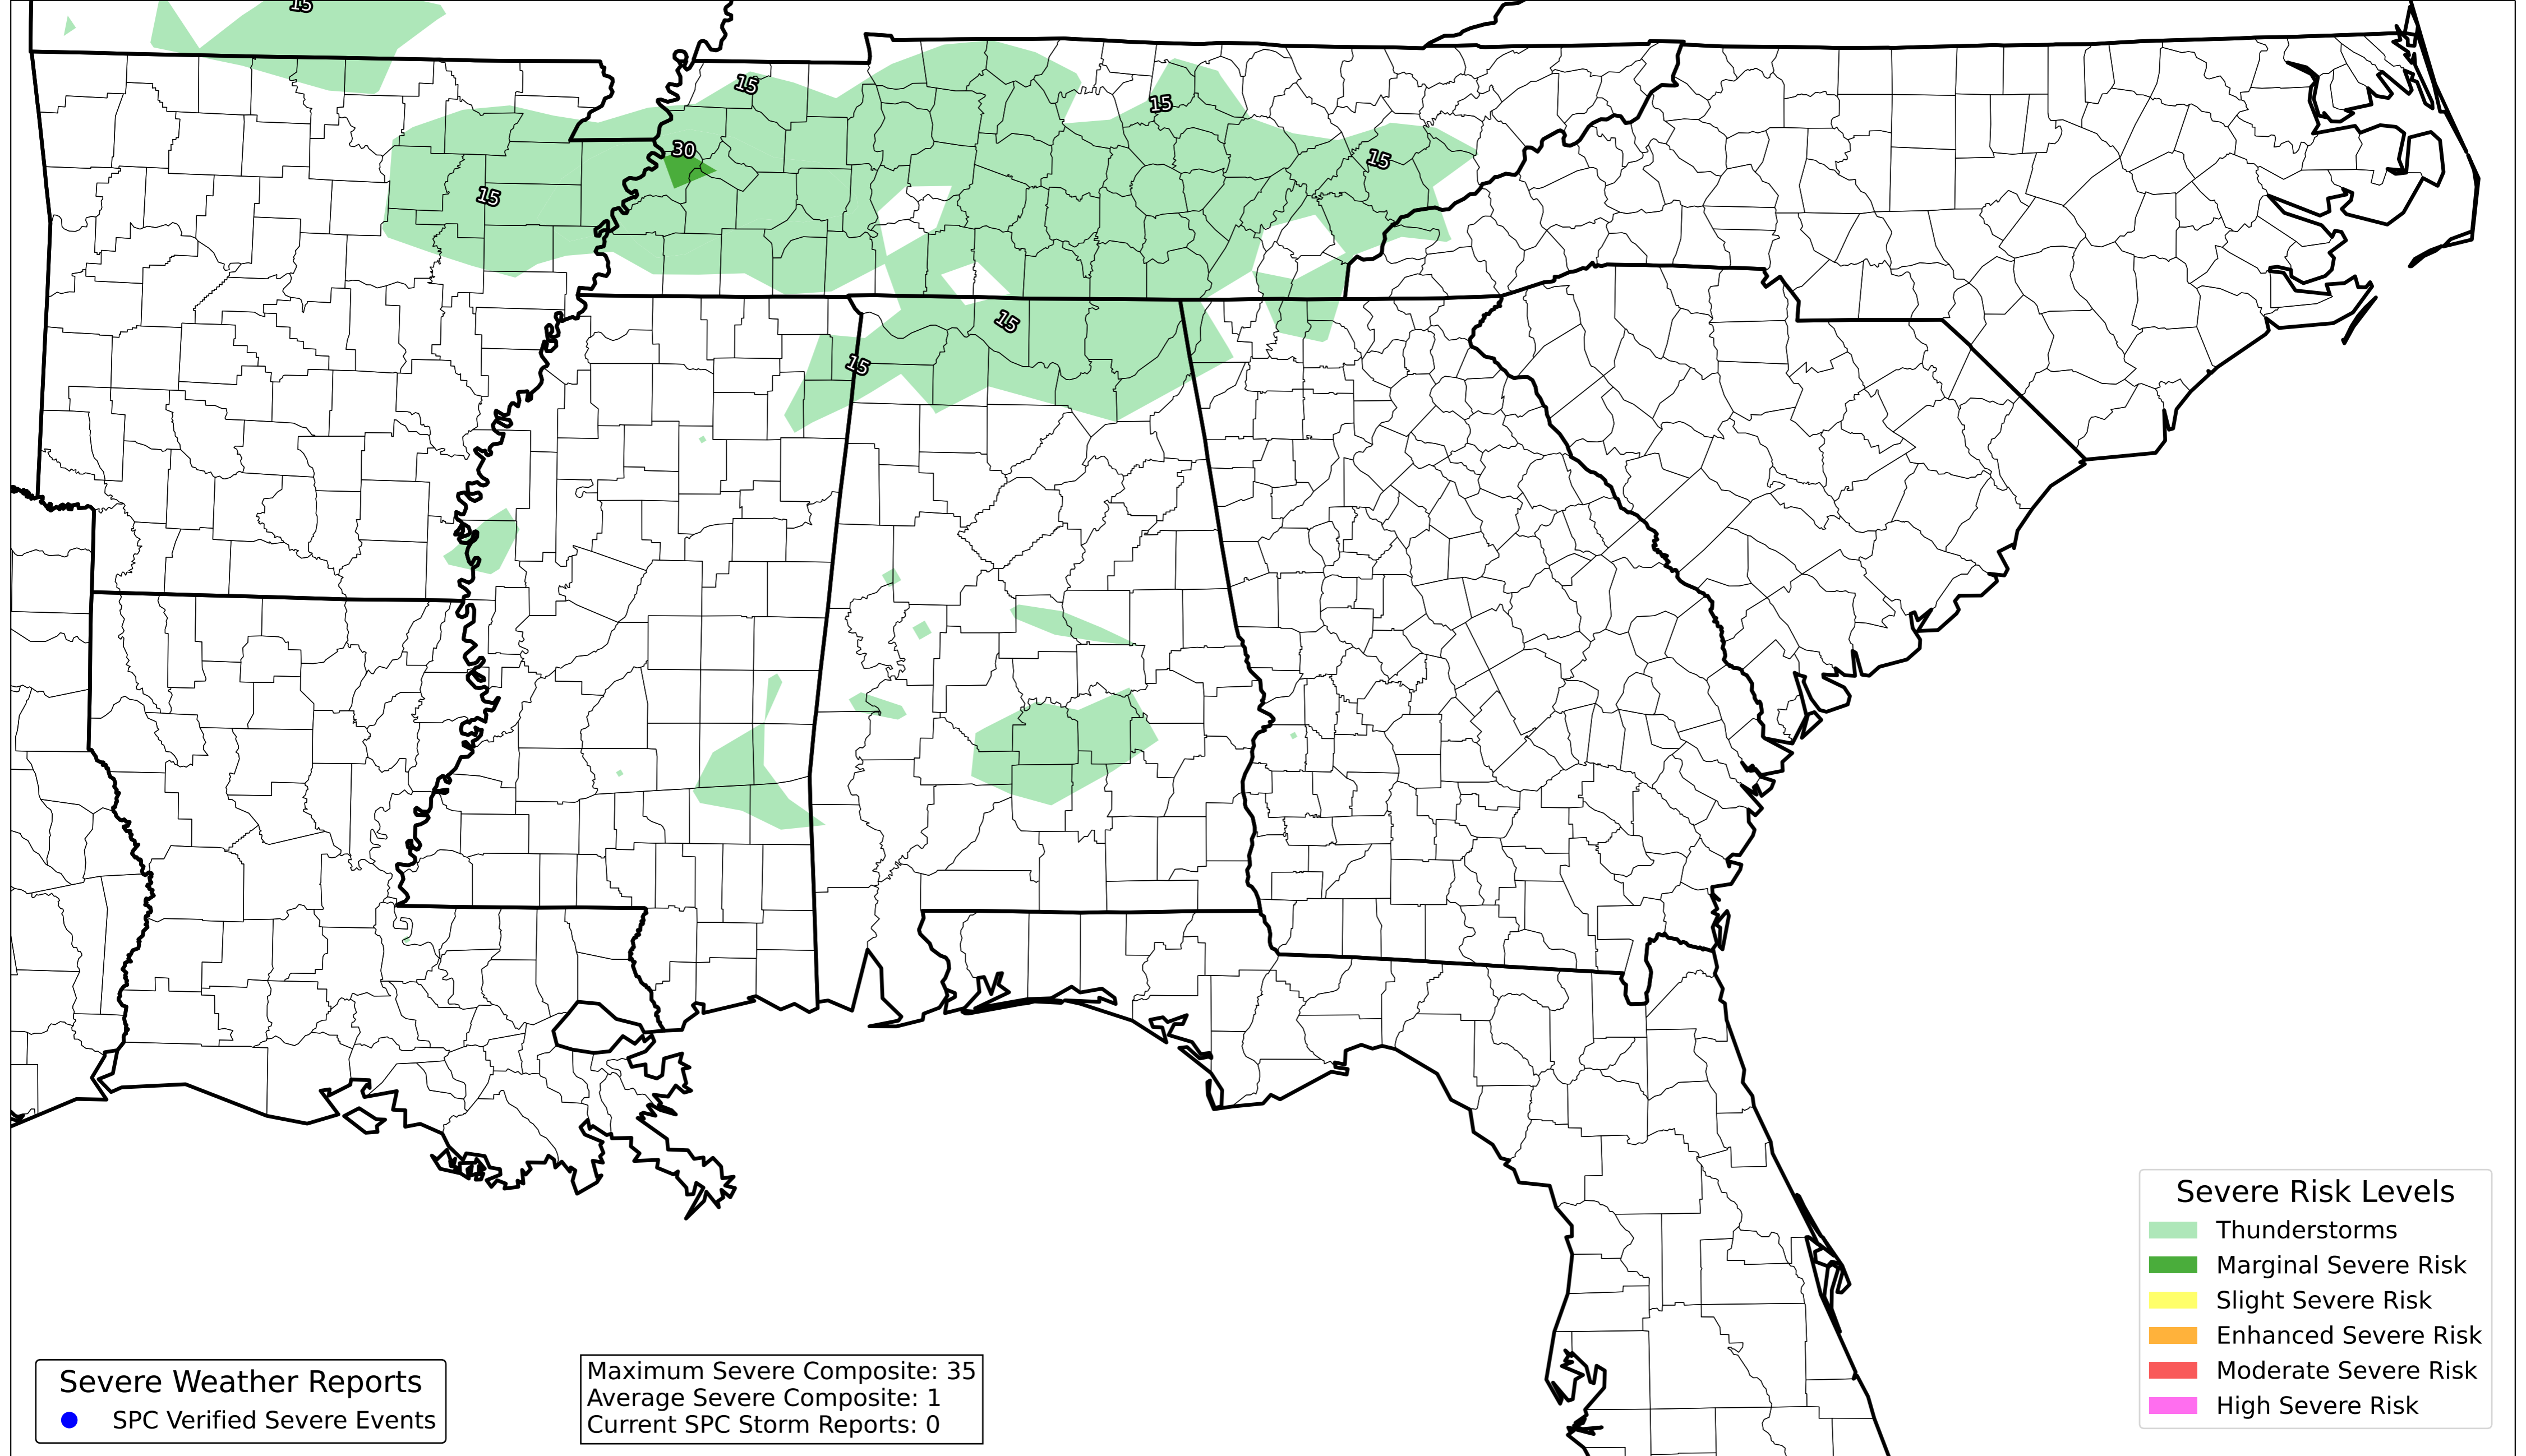 15
15
15
30
15
15
15
15
Severe Risk Levels
Thunderstorms
Marginal Severe Risk
Slight Severe Risk
Enhanced Severe Risk
Moderate Severe Risk
High Severe Risk
Severe Weather Reports
SPC Verified Severe Events
Maximum Severe Composite: 35
Average Severe Composite: 1
Current SPC Storm Reports: 0